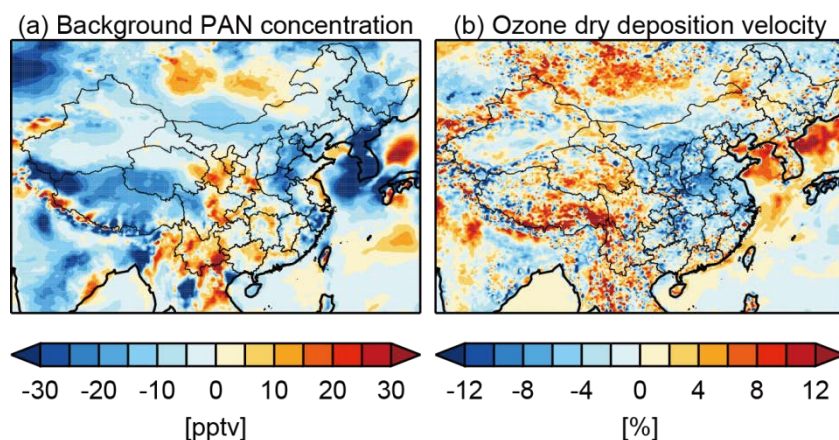 (a) Background PAN concentration
(b) Ozone dry deposition velocity
-30 -20 -10 0 10 20 30
-12 -8 -4 0 4 8 12
[pptv]
[%]